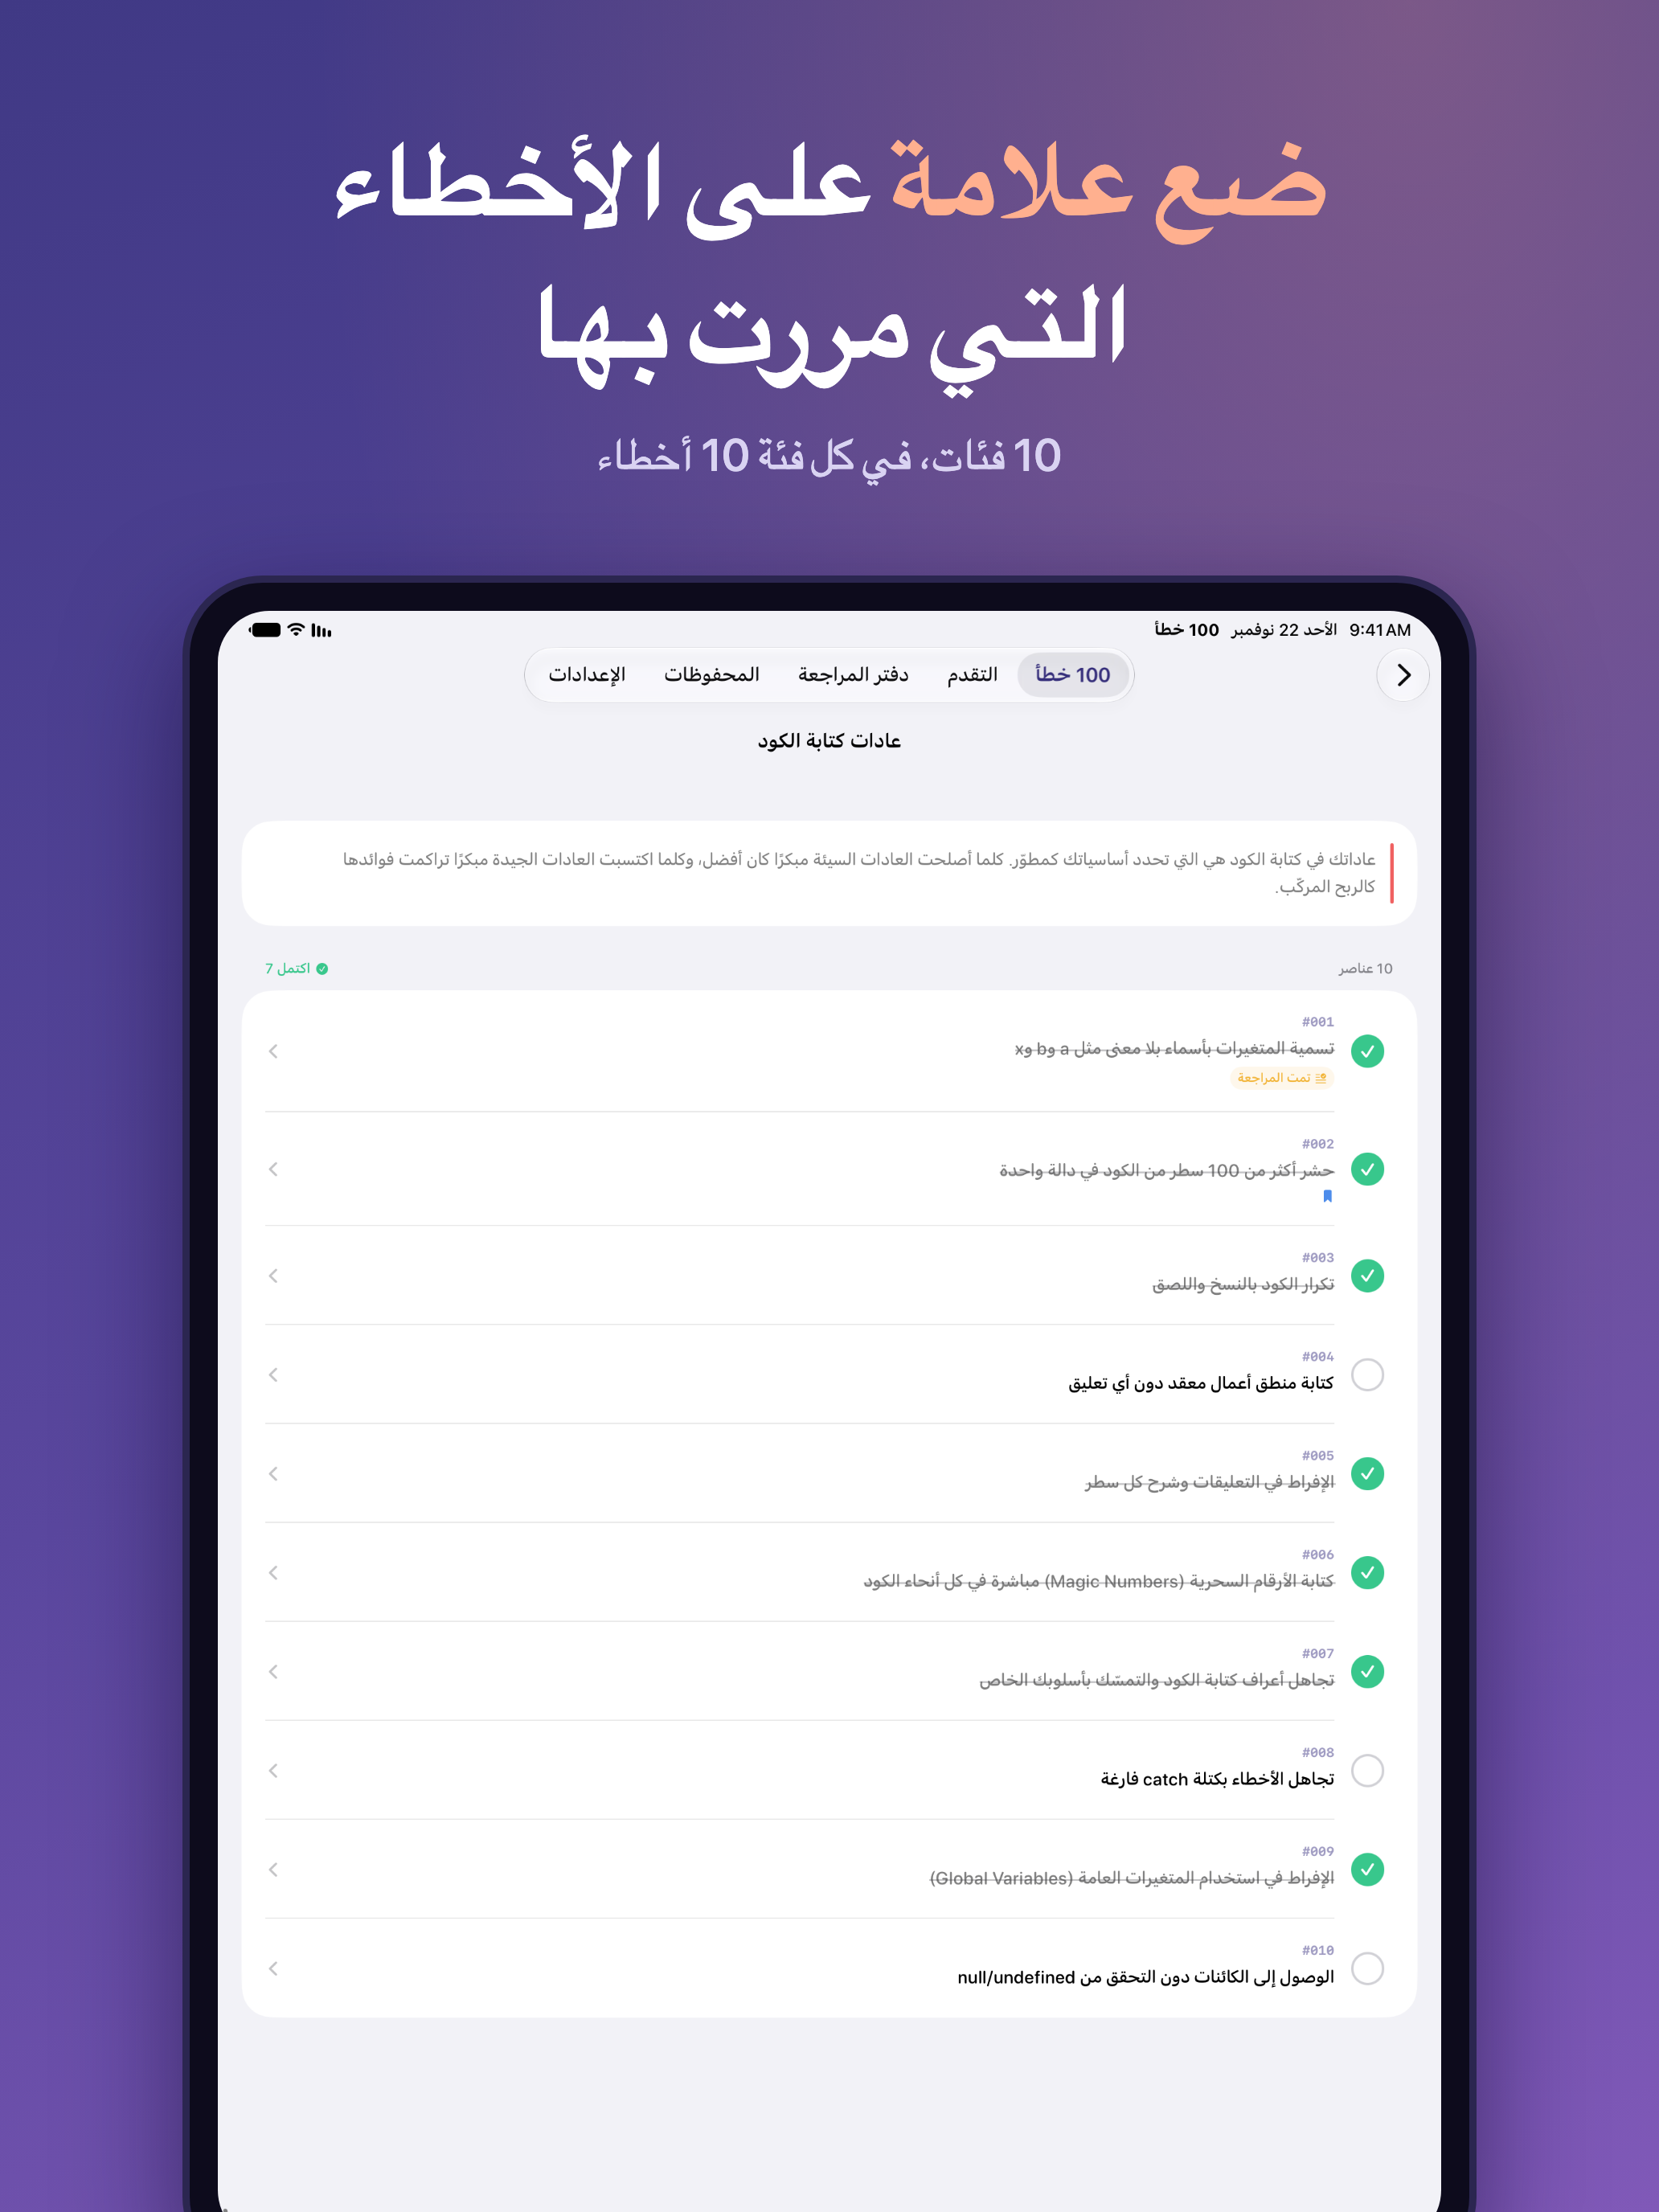 ضع علامة على الأخطاء
التي مررت بها
10 فئات، في كل فئة 10 أخطاء
9:41 AM الأحد 22 نوفمبر 100 خطأ
100 خطأ التقدم دفتر المراجعة المحفوظات الإعدادات
عادات كتابة الكود
عاداتك في كتابة الكود هي التي تحدد أساسياتك كمطوّر. كلما أصلحت العادات السيئة مبكرًا كان أفضل، وكلما اكتسبت العادات الجيدة مبكرًا تراكمت فوائدها
كالربح المركّب.
10 عناصر اكتمل 7
#001
تسمية المتغيرات بأسماء بلا معنى مثل a وb وx
تمت المراجعة
#002
حشر أكثر من 100 سطر من الكود في دالة واحدة
#003
تكرار الكود بالنسخ واللصق
#004
كتابة منطق أعمال معقد دون أي تعليق
#005
الإفراط في التعليقات وشرح كل سطر
#006
كتابة الأرقام السحرية (Magic Numbers) مباشرة في كل أنحاء الكود
#007
تجاهل أعراف كتابة الكود والتمسّك بأسلوبك الخاص
#008
تجاهل الأخطاء بكتلة catch فارغة
#009
الإفراط في استخدام المتغيرات العامة (Global Variables)
#010
الوصول إلى الكائنات دون التحقق من null/undefined